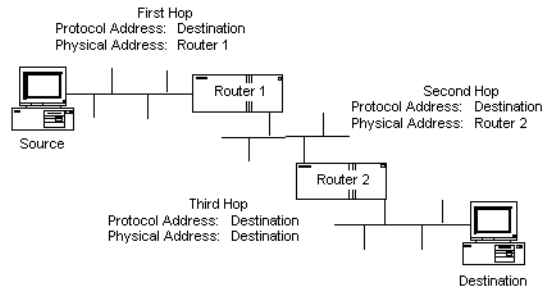 First Hop
Protocol Address: Destination
Physical Address: Router 1
Router 1
Source
Second Hop
Protocol Address: Destination
Physical Address: Router 2
Router 2
Third Hop
Protocol Address: Destination
Physical Address: Destination
Destination